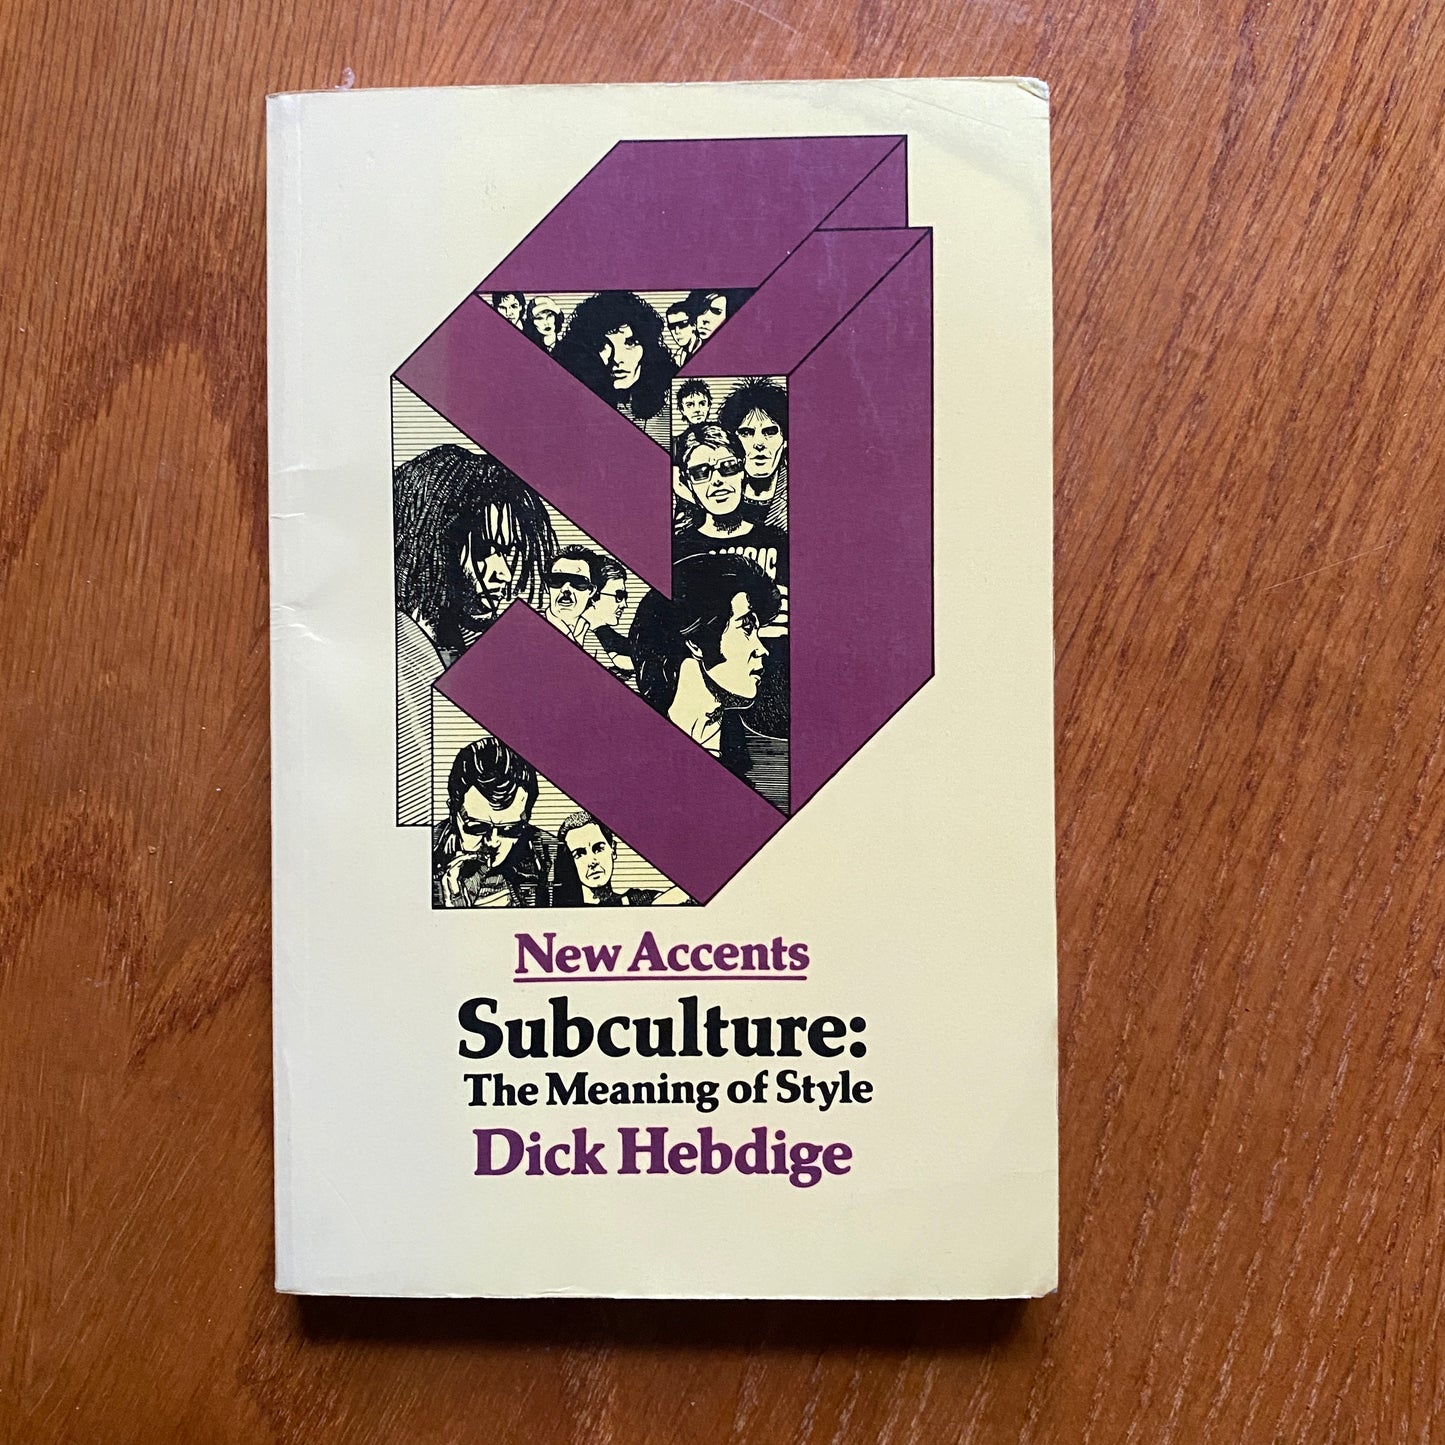 New Accents
Subculture:
The Meaning of Style
Dick Hebdige